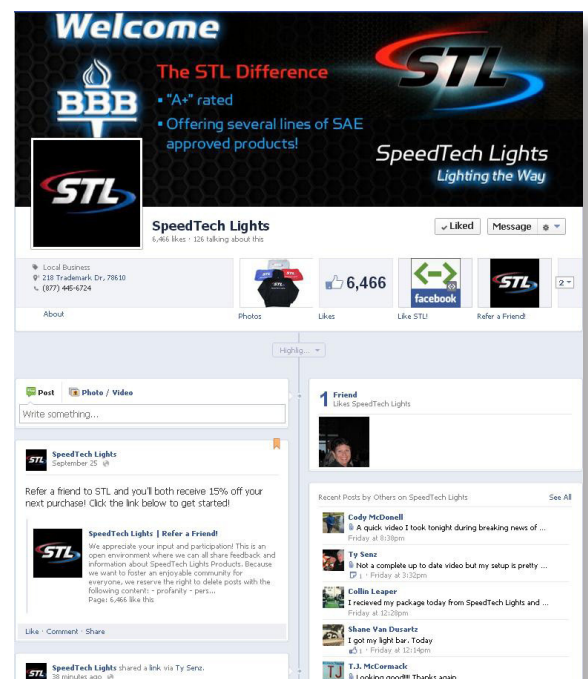 Welcome
BBB
The STL Difference
▪ "A+" rated
▪ Offering several lines of SAE
approved products!
STL
SpeedTech Lights
Lighting the Way
STL
SpeedTech Lights
6,466 likes · 126 talking about this
Liked
Message
Local Business
218 Trademark Dr, 78610
(877) 445-6724
About
Photos
6,466
Likes
facebook
Like STL!
STL
Refer a Friend!
2
Highlig...
Post
Photo / Video
Write something...
STL
SpeedTech Lights
September 25
Refer a friend to STL and you'll both receive 15% off your
next purchase! Click the link below to get started!
STL
SpeedTech Lights | Refer a Friend!
We appreciate your input and participation! This is an
open environment where we can all share feedback and
information about SpeedTech Lights Products. Because
we want to foster an enjoyable community for
everyone, we reserve the right to delete posts with the
following content: - profanity - pers...
Page: 6,466 like this
Like · Comment · Share
STL
SpeedTech Lights shared a link via Ty Senz.
38 minutes ago
1 Friend
Likes SpeedTech Lights
Recent Posts by Others on SpeedTech Lights
See All
Cody McDonell
A quick video I took tonight during breaking news of ...
Friday at 8:38pm
Ty Senz
Not a complete up to date video but my setup is pretty ...
1 · Friday at 3:32pm
Collin Leaper
I recieved my package today from SpeedTech Lights and ...
Friday at 12:28pm
Shane Van Dusartz
I got my light bar. Today
1 · Friday at 12:14pm
TJ
T.J. McCormack
Looking good!!!! Thanks again